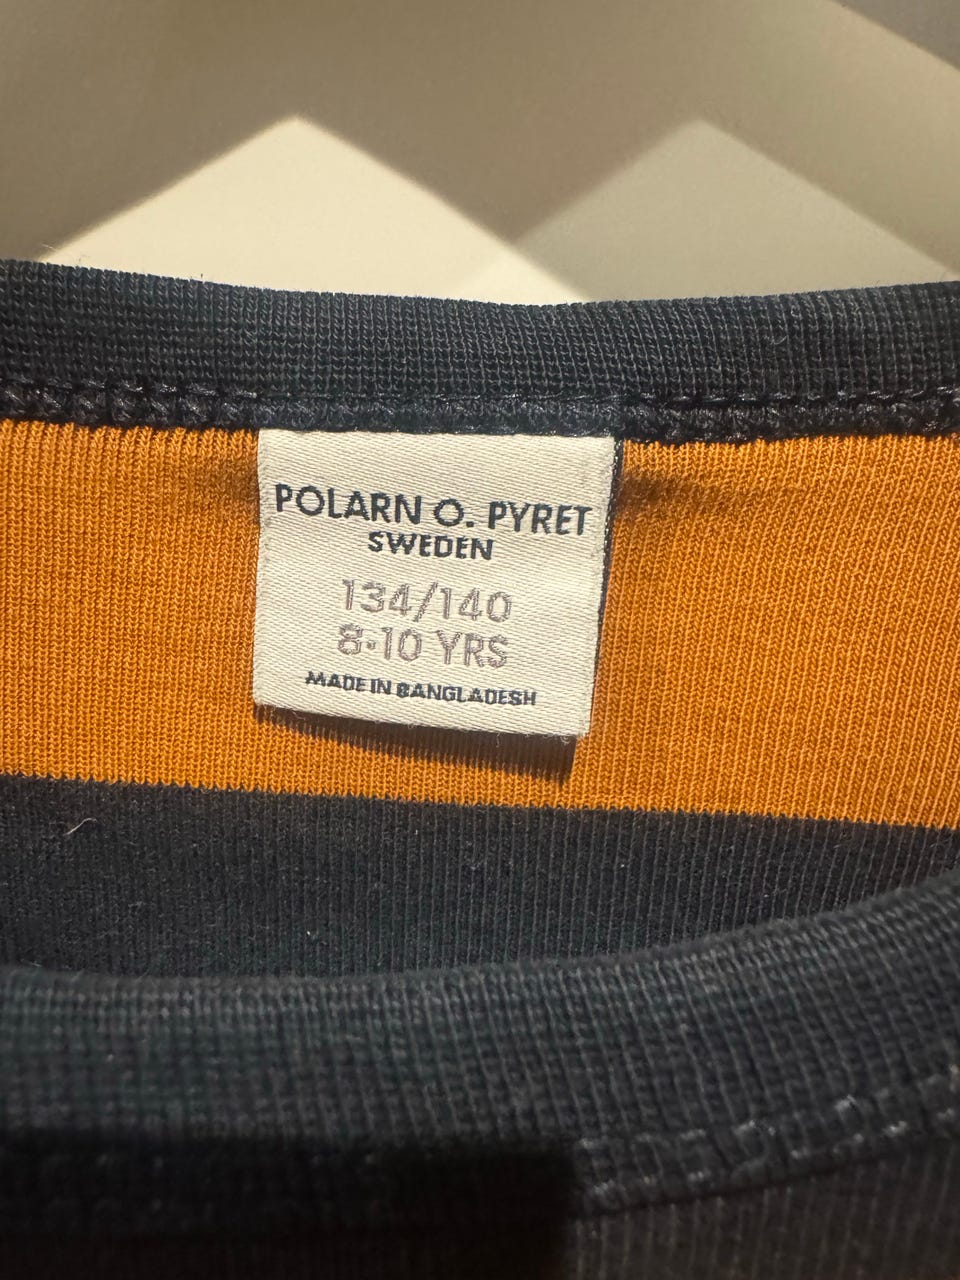 POLARN O. PYRET
SWEDEN
134/140
8-10 YRS
MADE IN BANGLADESH